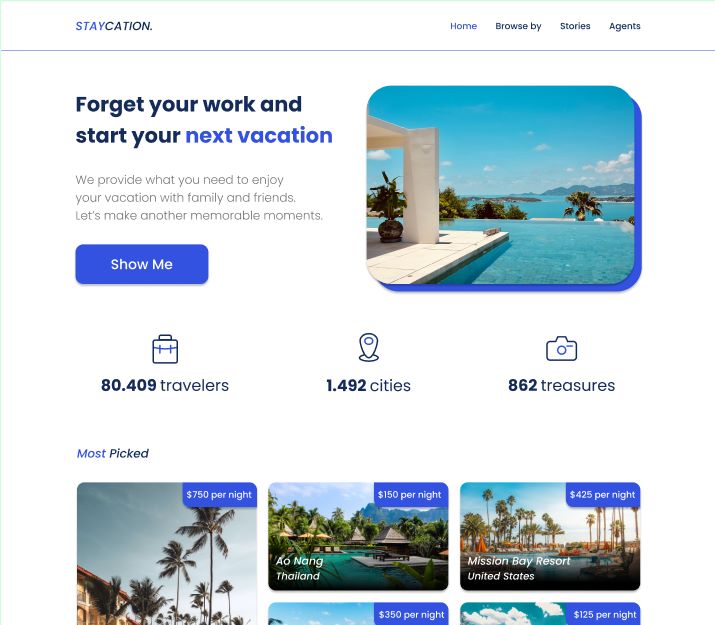 STAYCATION.
Home Browse by Stories Agents
Forget your work and
start your next vacation
We provide what you need to enjoy
your vacation with family and friends.
Let's make another memorable moments.
Show Me
80.409 travelers
1.492 cities
862 treasures
Most Picked
$750 per night
$150 per night
Ao Nang
Thailand
$425 per night
Mission Bay Resort
United States
$350 per night
$125 per night